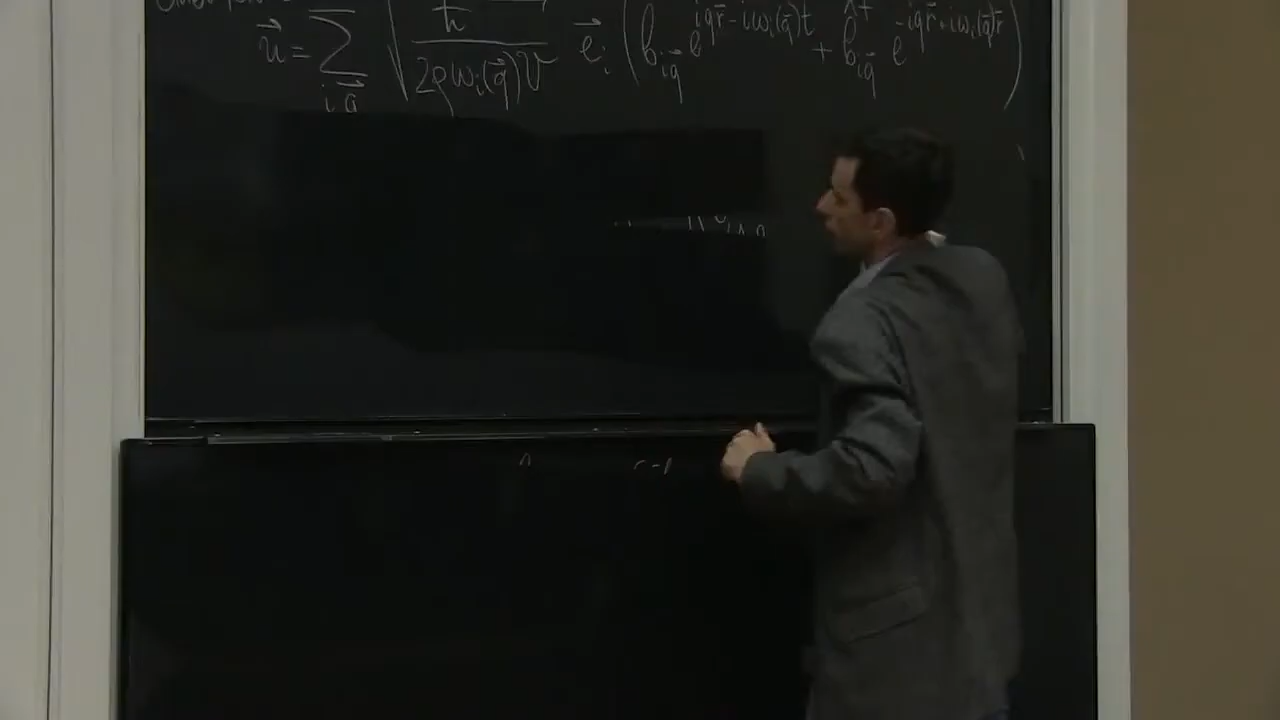 $\vec{u} = \sum_{i\vec{q}} \sqrt{\frac{\hbar}{2\rho\omega_i(\vec{q})V}} \vec{e}_i \left( \hat{b}_{i\vec{q}} e^{i\vec{q}\vec{r} - i\omega_i(\vec{q})t} + \hat{b}^+_{i\vec{q}} e^{-i\vec{q}\vec{r} + i\omega_i(\vec{q})t} \right)$